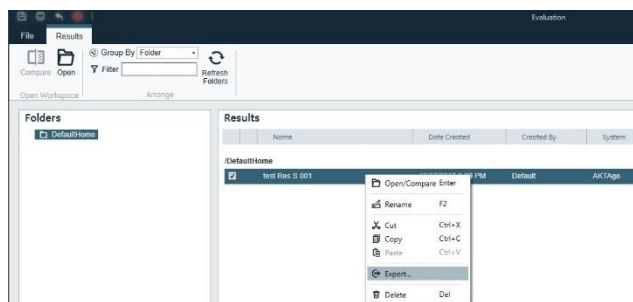 Evaluation
File Results
Compare Open
Group By Folder
Filter
Refresh
Folders
Open Workspace Arrange
Folders
DefaultHome
Results
Name Date Created Created By System
/DefaultHome
test Res S 001 PM Default AKTAgo
Open/Compare Enter
Rename F2
Cut Ctrl+X
Copy Ctrl+C
Paste Ctrl+V
Export...
Delete Del